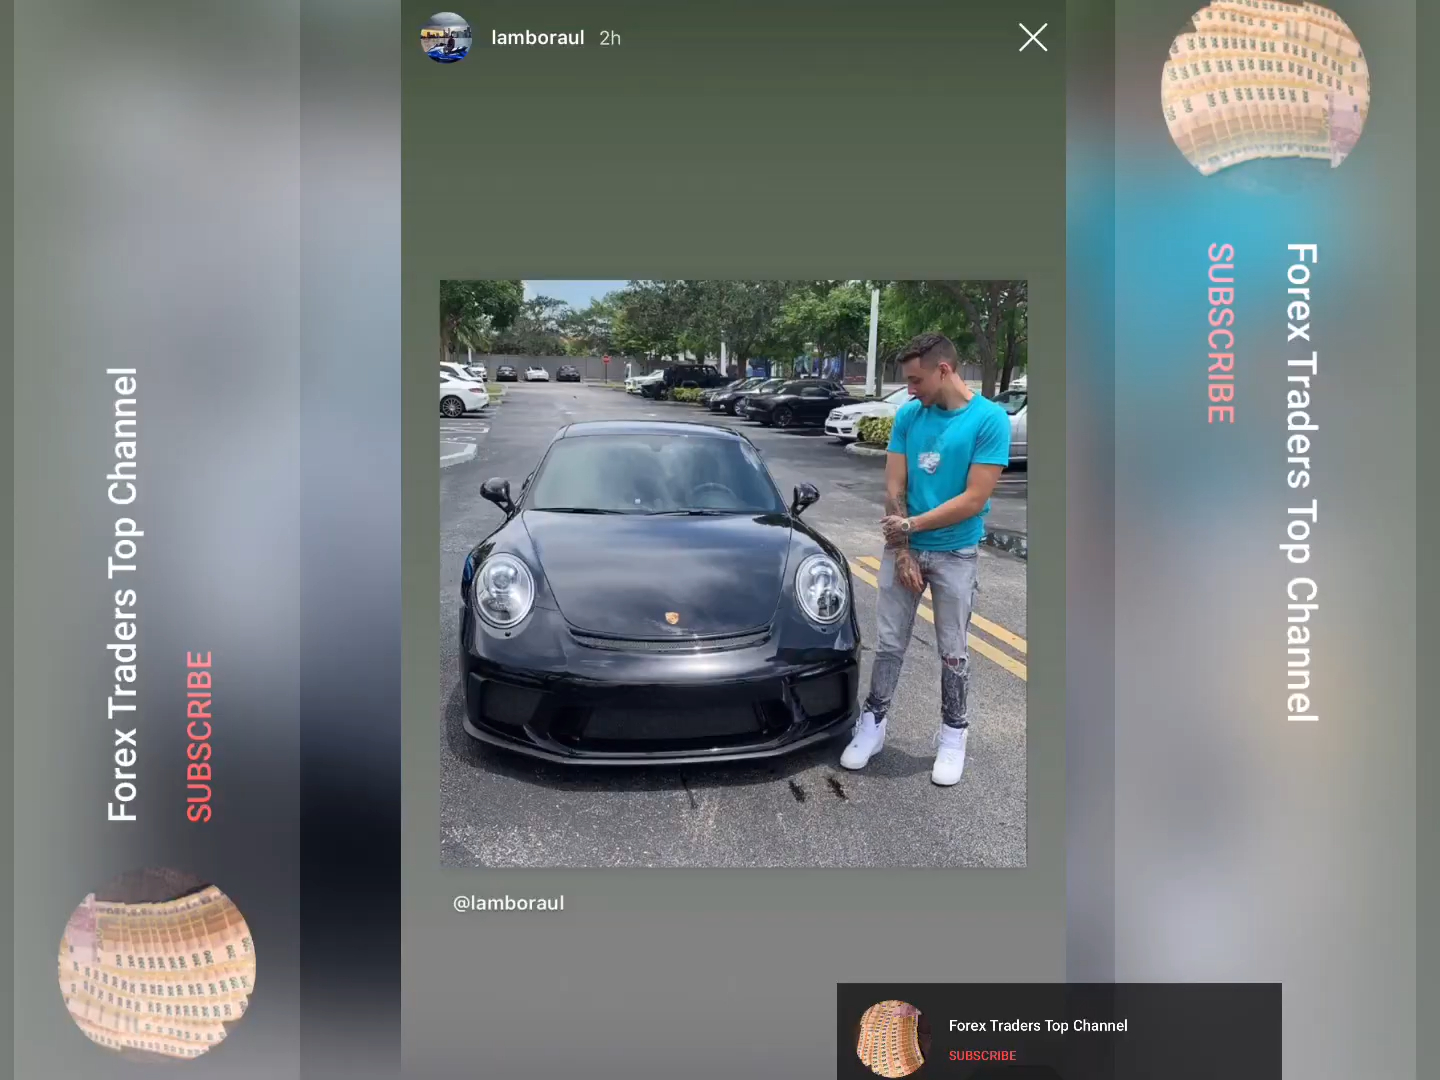 lamboraul 2h
Forex Traders Top Channel
SUBSCRIBE
@lamboraul
Forex Traders Top Channel
SUBSCRIBE
Forex Traders Top Channel
SUBSCRIBE